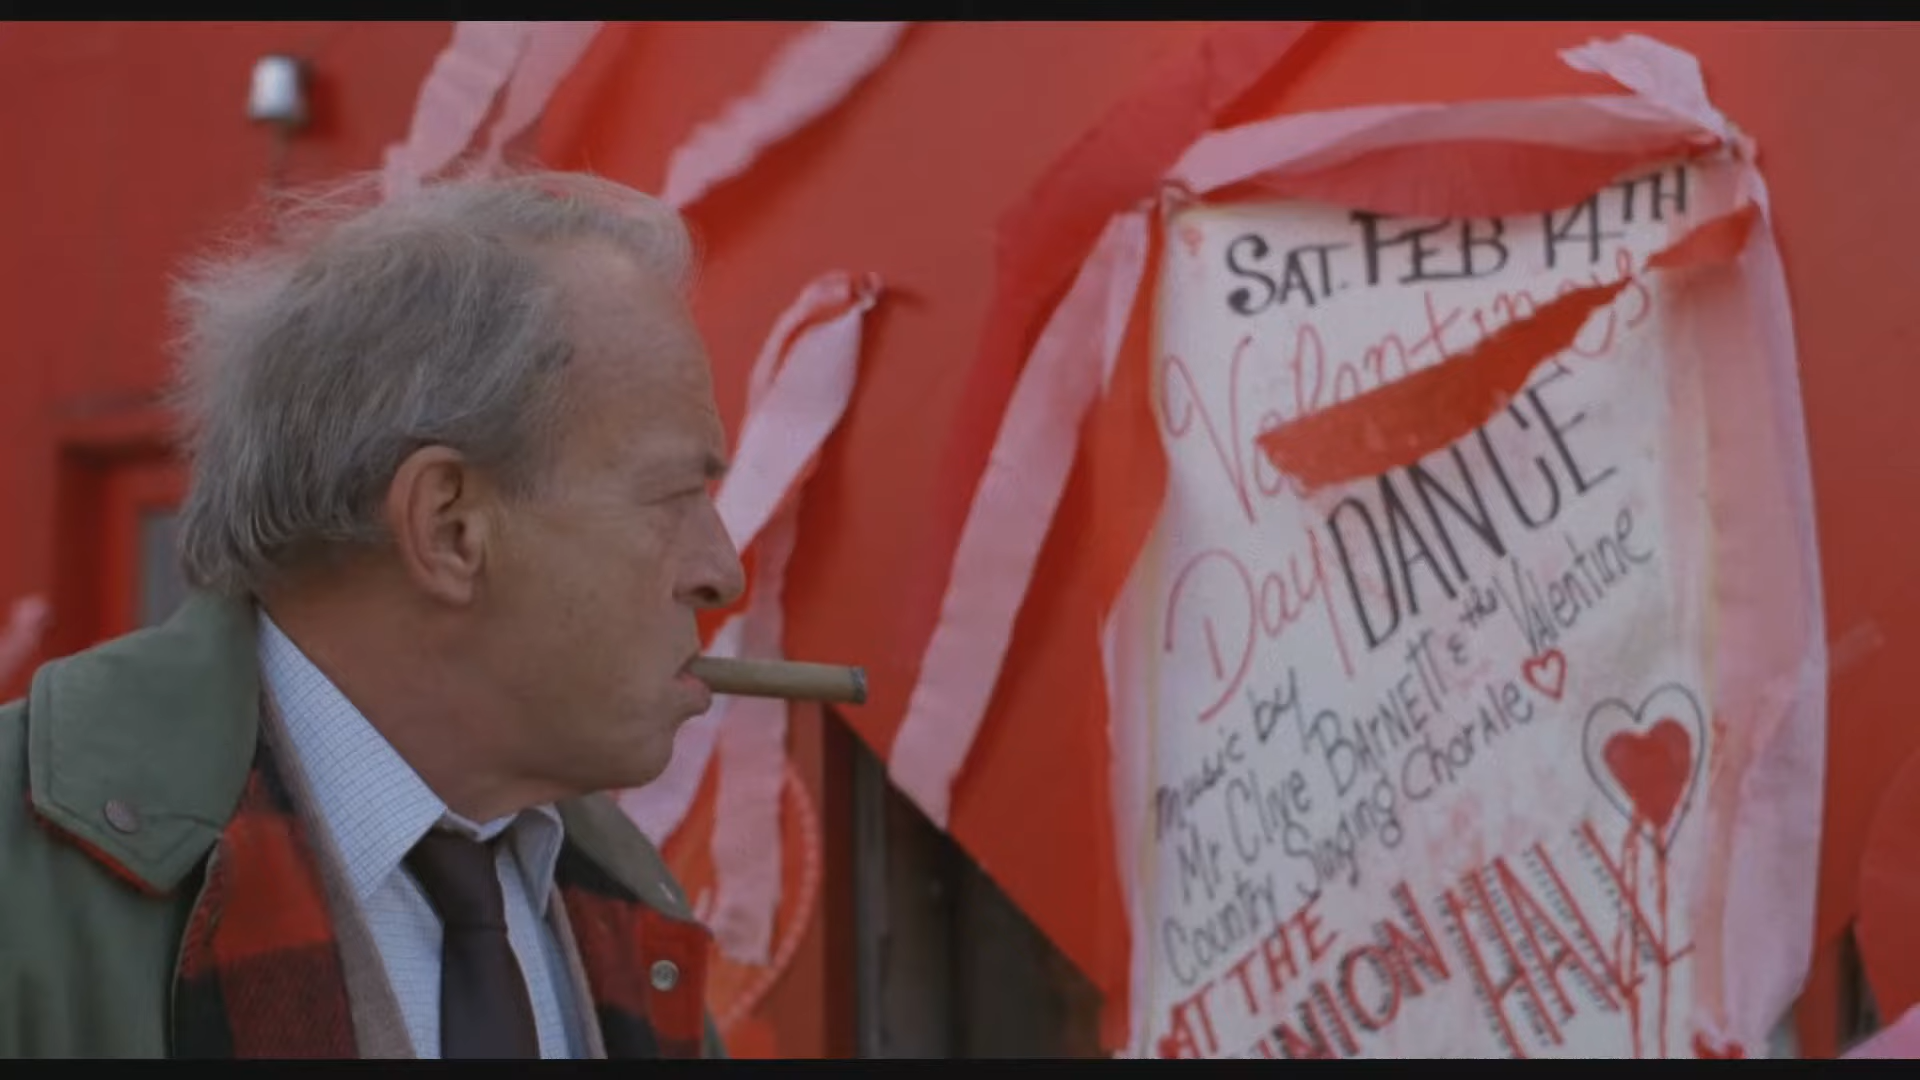 SAT. FEB 14TH
Valentine's
Day DANCE
music by
Mr Clive BARNETT & the Valentine
Country Singing ChorAle
AT THE
UNION HALL